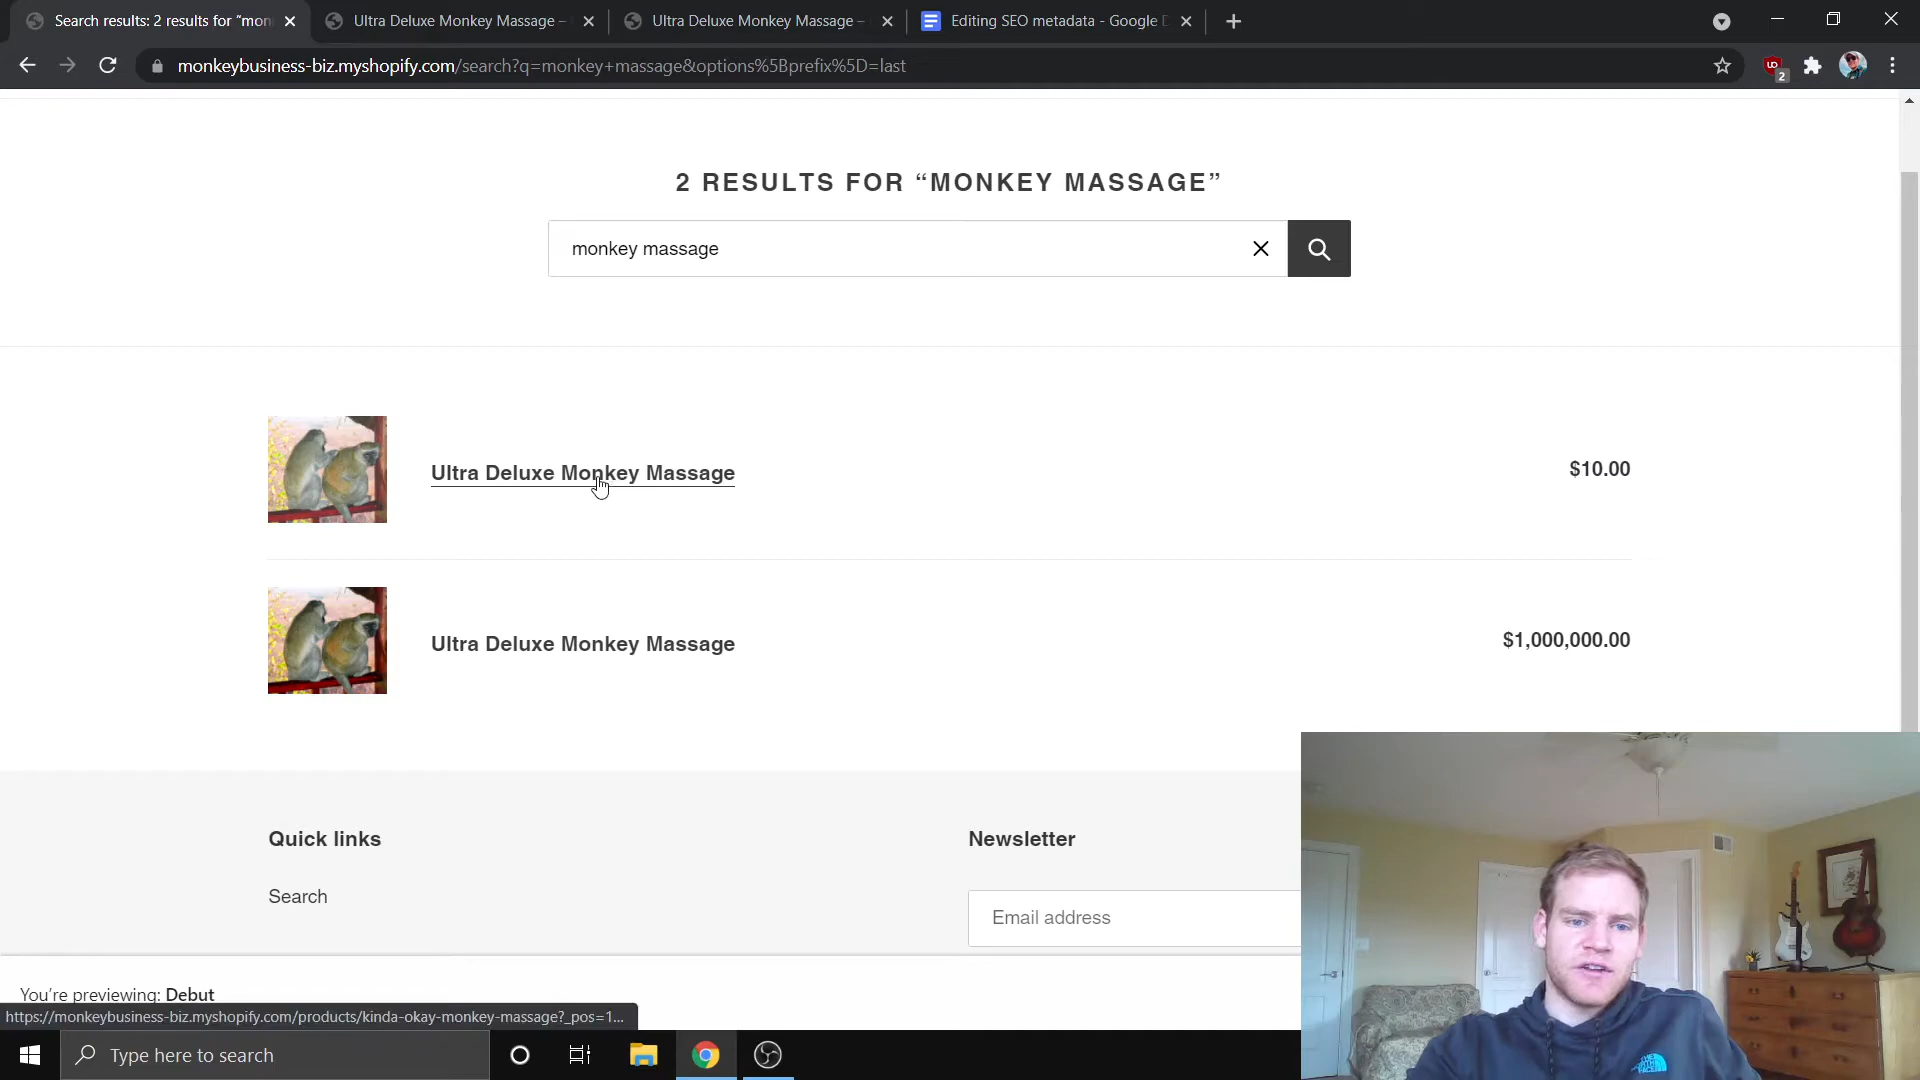 Search results: 2 results for “mon
Ultra Deluxe Monkey Massage –
Ultra Deluxe Monkey Massage –
Editing SEO metadata - Google D
monkeybusiness-biz.myshopify.com/search?q=monkey+massage&options%5Bprefix%5D=last
2
2 RESULTS FOR “MONKEY MASSAGE”
monkey massage
Ultra Deluxe Monkey Massage
$10.00
Ultra Deluxe Monkey Massage
$1,000,000.00
Quick links
Newsletter
Search
Email address
You’re previewing: Debut
https://monkeybusiness-biz.myshopify.com/products/kinda-okay-monkey-massage?_pos=1...
Type here to search
THE
NORTH
FACE